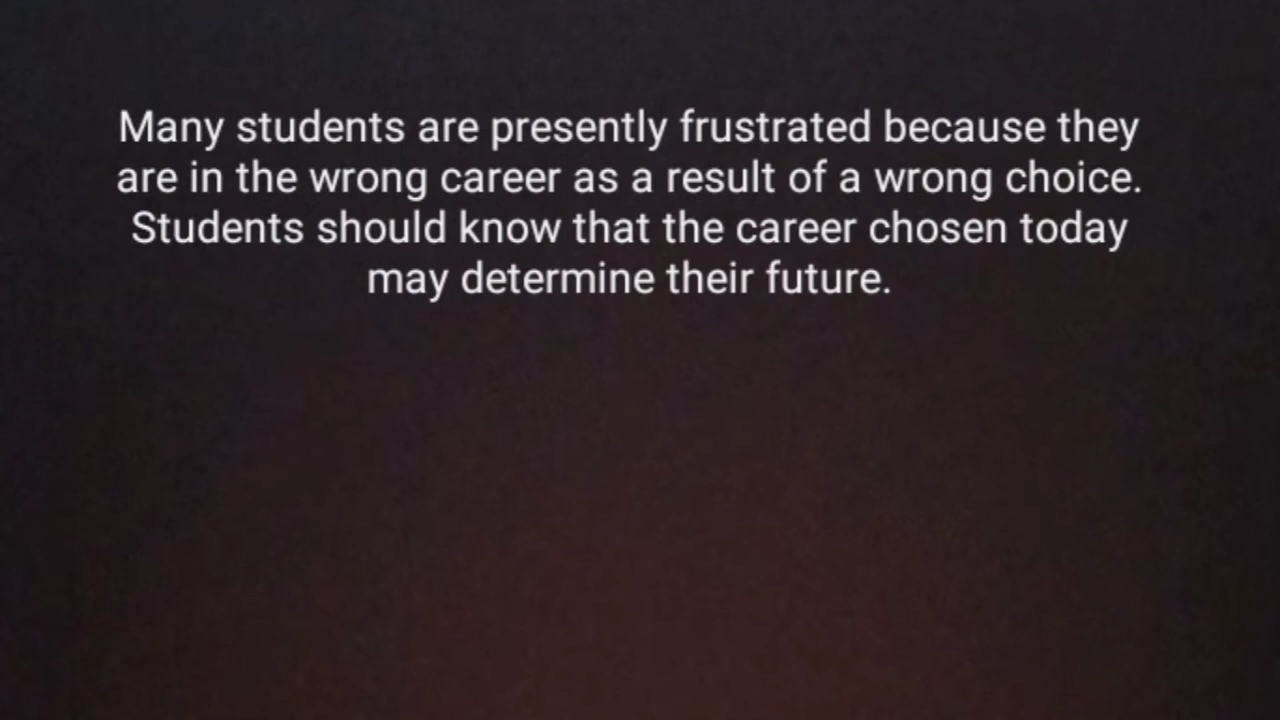 Many students are presently frustrated because they
are in the wrong career as a result of a wrong choice.
Students should know that the career chosen today
may determine their future.